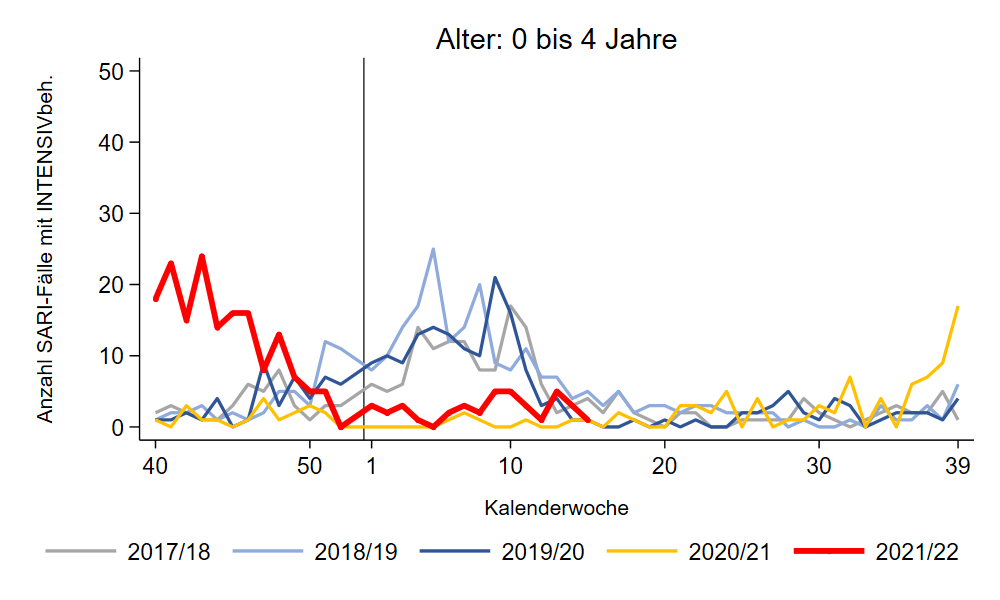 Alter: 0 bis 4 Jahre
Anzahl SARI-Fälle mit INTENSIVbeh.
50
40
30
20
10
0
40 50 1 10 20 30 39
Kalenderwoche
2017/18 2018/19 2019/20 2020/21 2021/22